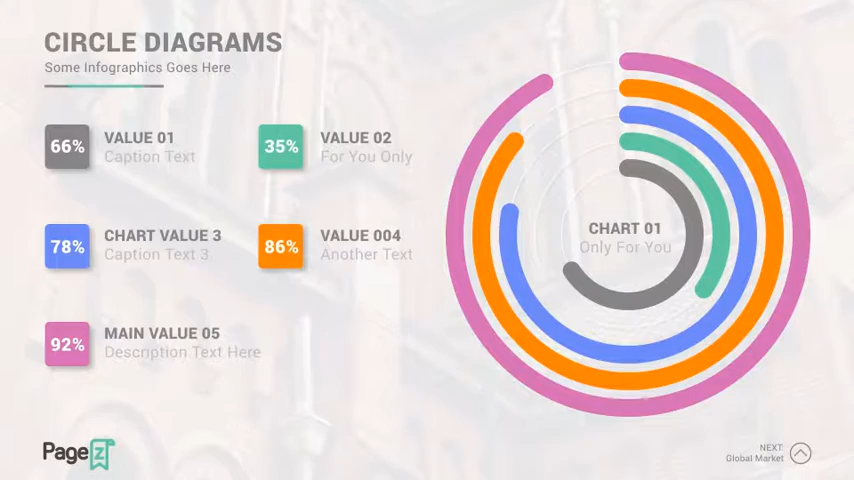 CIRCLE DIAGRAMS
Some Infographics Goes Here
66%
VALUE 01
Caption Text
35%
VALUE 02
For You Only
78%
CHART VALUE 3
Caption Text 3
86%
VALUE 004
Another Text
92%
MAIN VALUE 05
Description Text Here
CHART 01
Only For You
Page Z
NEXT:
Global Market